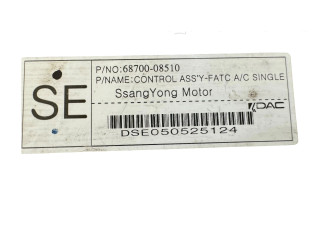 P/NO:68700-08510
P/NAME:CONTROL ASS'Y-FATC A/C SINGLE
SE
SsangYong Motor
DAC
DSE050525124